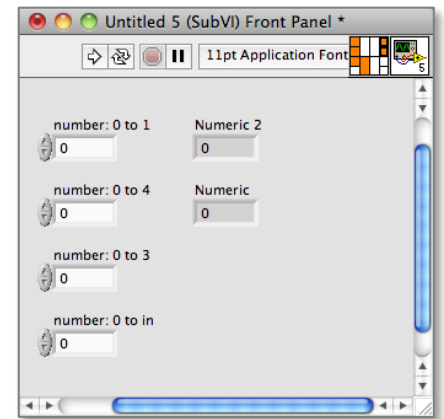 Untitled 5 (SubVI) Front Panel *
11pt Application Font
5
number: 0 to 1 Numeric 2
0 0
number: 0 to 4 Numeric
0 0
number: 0 to 3
0
number: 0 to in
0